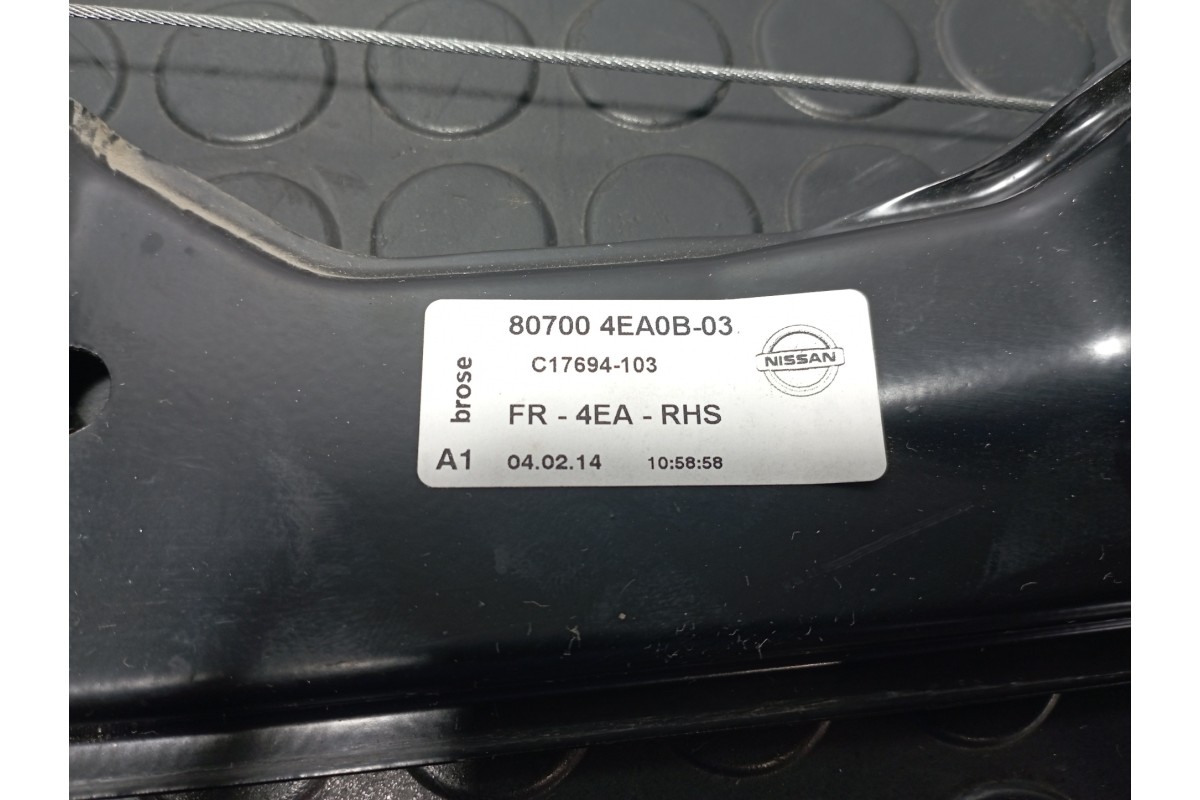 80700 4EA0B-03
NISSAN
C17694-103
brose
FR - 4EA - RHS
A1 04.02.14 10:58:58